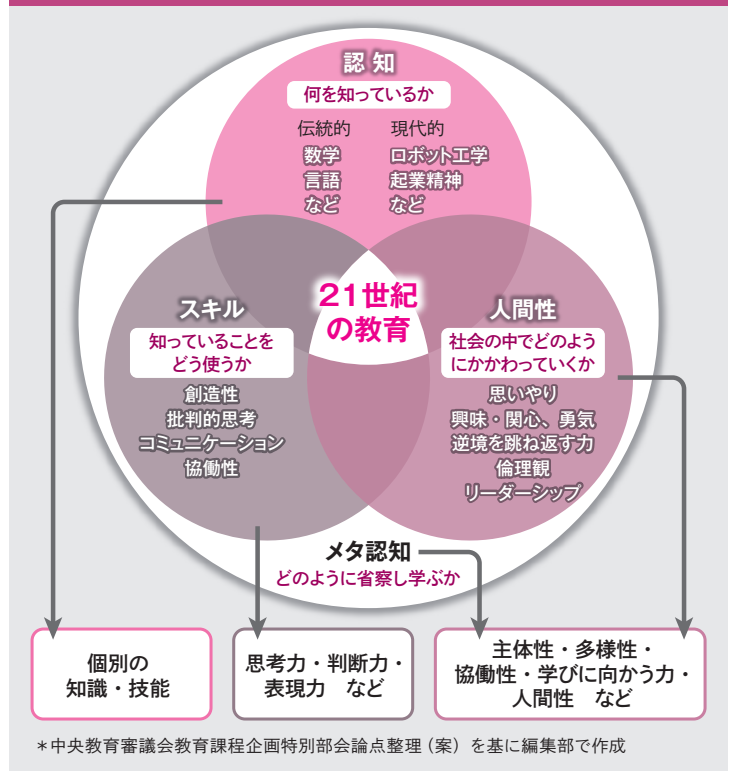 認知
何を知っているか
伝統的
数学
言語
など
現代的
ロボット工学
起業精神
など
21世紀
の教育
スキル
知っていることを
どう使うか
創造性
批判的思考
コミュニケーション
協働性
人間性
社会の中でどのよう
にかかわっていくか
思いやり
興味・関心、勇気
逆境を跳ね返す力
倫理観
リーダーシップ
メタ認知
どのように省察し学ぶか
個別の
知識・技能
思考力・判断力・
表現力 など
主体性・多様性・
協働性・学びに向かう力・
人間性 など
＊中央教育審議会教育課程企画特別部会論点整理（案）を基に編集部で作成